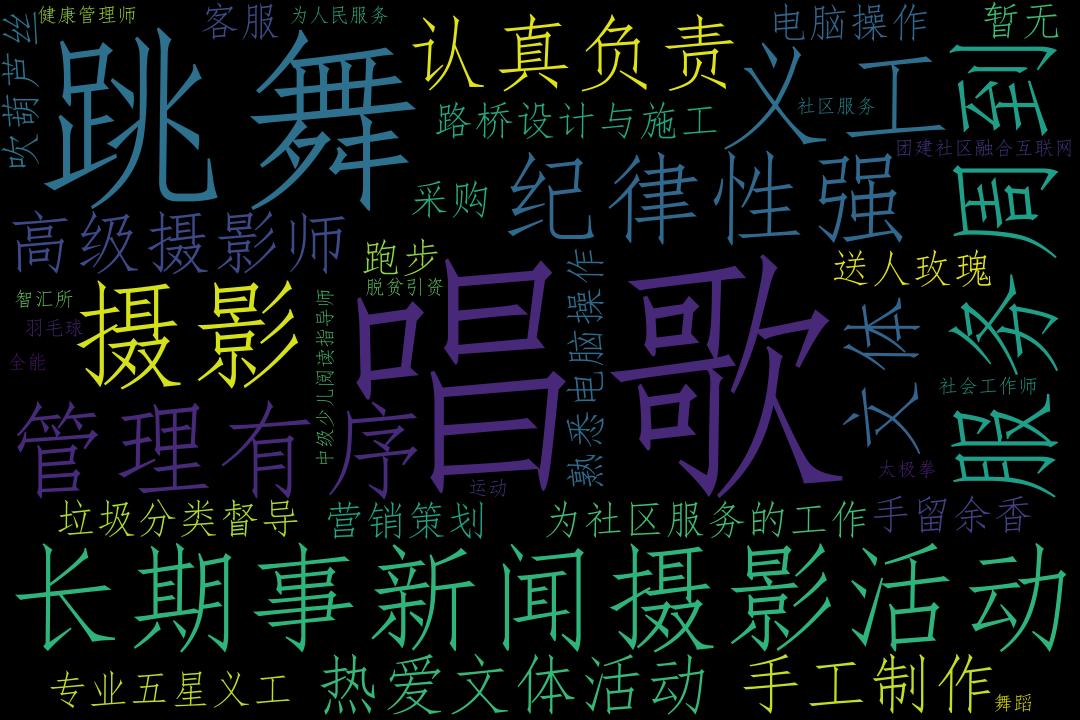 健康管理师
客服
为人民服务
认真负责
电脑操作
暂无
吹葫芦丝
跳舞
路桥设计与施工
义工
社区服务
服务周到
团建社区融合互联网
采购
纪律性强
高级摄影师
跑步
脱贫引资
熟悉电脑操作
送人玫瑰
智汇所
羽毛球
全能
摄影
中级少儿阅读指导师
唱歌
文体
社会工作师
管理有序
太极拳
运动
垃圾分类督导
营销策划
为社区服务的工作
手留余香
长期事新闻摄影活动
专业五星义工
热爱文体活动
手工制作
舞蹈